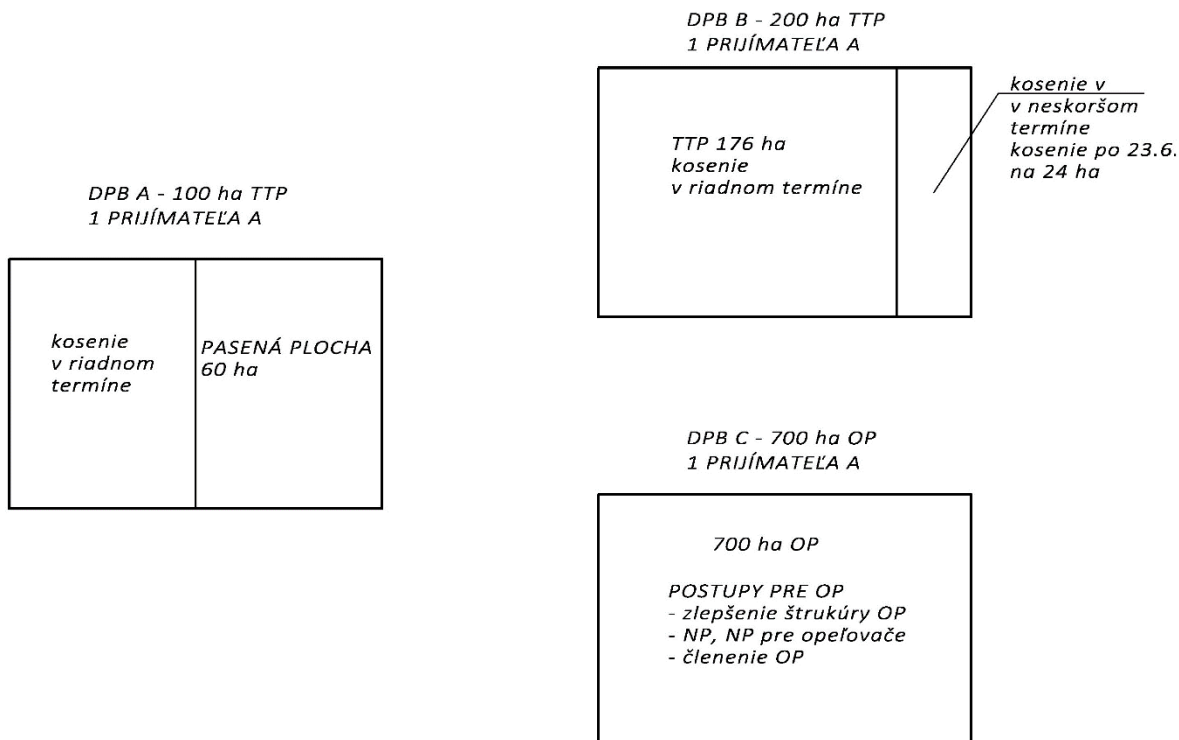 DPB A - 100 ha TTP
1 PRIJÍMATEĽA A
kosenie
v riadnom
termíne
PASENÁ PLOCHA
60 ha
DPB B - 200 ha TTP
1 PRIJÍMATEĽA A
TTP 176 ha
kosenie
v riadnom termíne
kosenie v
v neskoršom
termíne
kosenie po 23.6.
na 24 ha
DPB C - 700 ha OP
1 PRIJÍMATEĽA A
700 ha OP
POSTUPY PRE OP
- zlepšenie štrukúry OP
- NP, NP pre opeľovače
- členenie OP